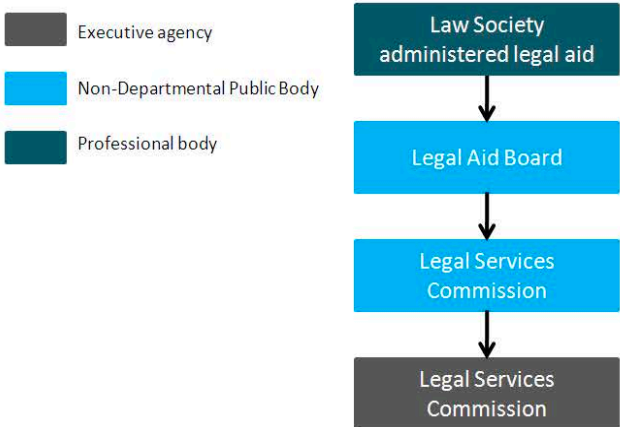 Executive agency
Non-Departmental Public Body
Professional body
Law Society
administered legal aid
Legal Aid Board
Legal Services
Commission
Legal Services
Commission